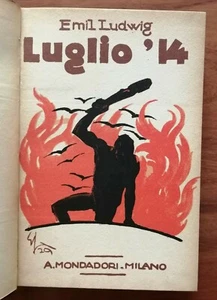 Emil Ludwig
Luglio '14
A. MONDADORI - MILANO